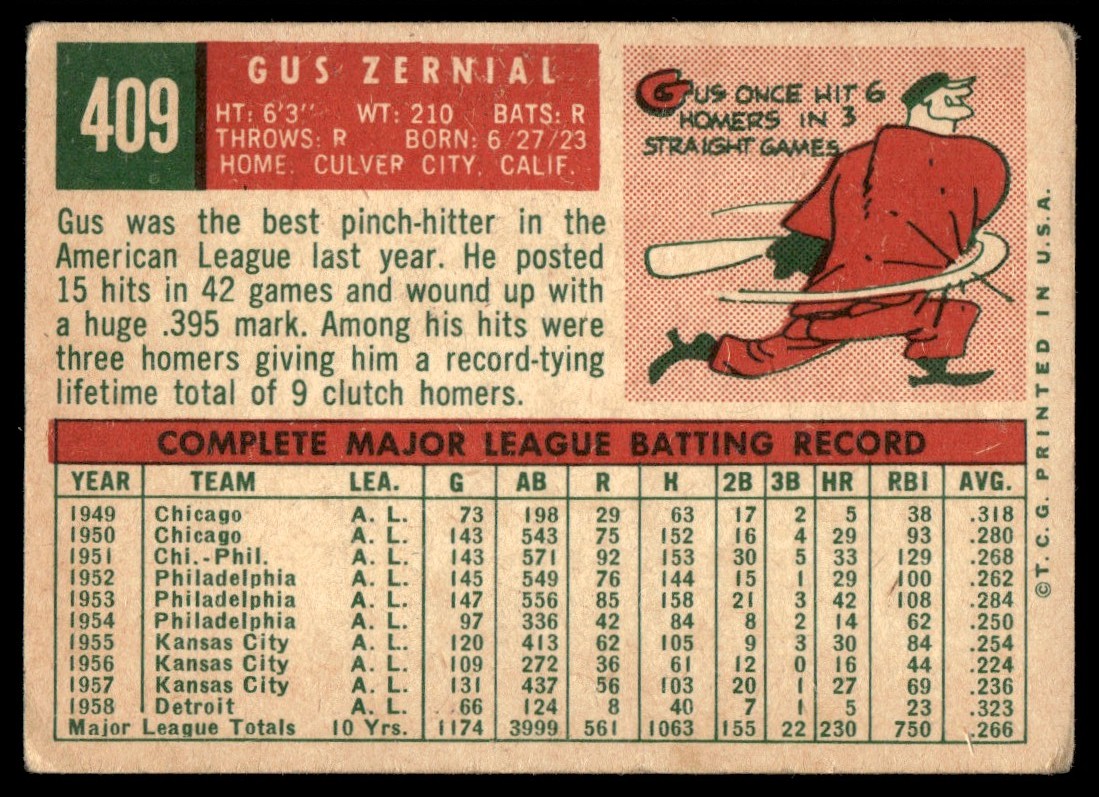 409
GUS ZERNIAL
HT: 6'3" WT: 210 BATS: R
THROWS: R BORN: 6/27/23
HOME. CULVER CITY, CALIF.
GUS ONCE HIT 6
HOMERS IN 3
STRAIGHT GAMES
Gus was the best pinch-hitter in the
American League last year. He posted
15 hits in 42 games and wound up with
a huge .395 mark. Among his hits were
three homers giving him a record-tying
lifetime total of 9 clutch homers.
COMPLETE MAJOR LEAGUE BATTING RECORD
YEAR TEAM LEA. G AB R H 2B 3B HR RBI AVG.
1949 Chicago A. L. 73 198 29 63 17 2 5 38 .318
1950 Chicago A. L. 143 543 75 152 16 4 29 93 .280
1951 Chi.-Phil. A. L. 143 571 92 153 30 5 33 129 .268
1952 Philadelphia A. L. 145 549 76 144 15 1 29 100 .262
1953 Philadelphia A. L. 147 556 85 158 21 3 42 108 .284
1954 Philadelphia A. L. 97 336 42 84 8 2 14 62 .250
1955 Kansas City A. L. 120 413 62 105 9 3 30 84 .254
1956 Kansas City A. L. 109 272 36 61 12 0 16 44 .224
1957 Kansas City A. L. 131 437 56 103 20 1 27 69 .236
1958 Detroit A. L. 66 124 8 40 7 1 5 23 .323
Major League Totals 10 Yrs. 1174 3999 561 1063 155 22 230 750 .266
© T. C. G. PRINTED IN U.S.A.